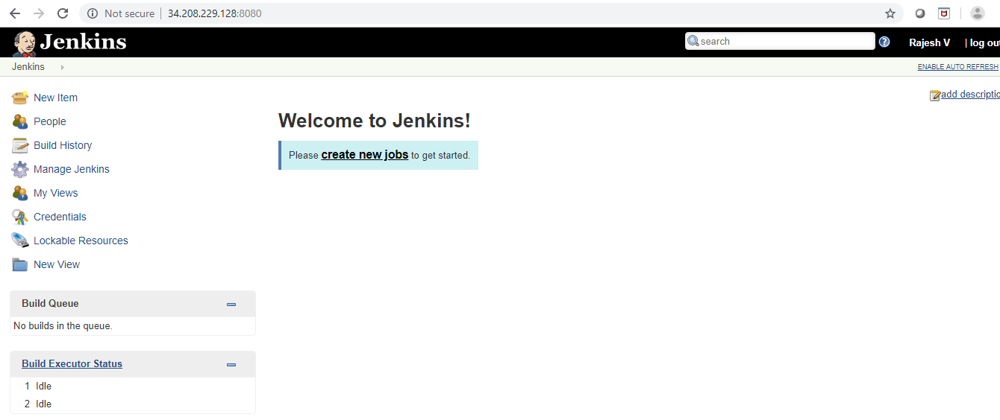 Not secure | 34.208.229.128:8080
Jenkins
search
Rajesh V | log ou
Jenkins
ENABLE AUTO REFRESH
add descriptio
New Item
People
Build History
Manage Jenkins
My Views
Credentials
Lockable Resources
New View
Welcome to Jenkins!
Please create new jobs to get started.
Build Queue
No builds in the queue.
Build Executor Status
1 Idle
2 Idle